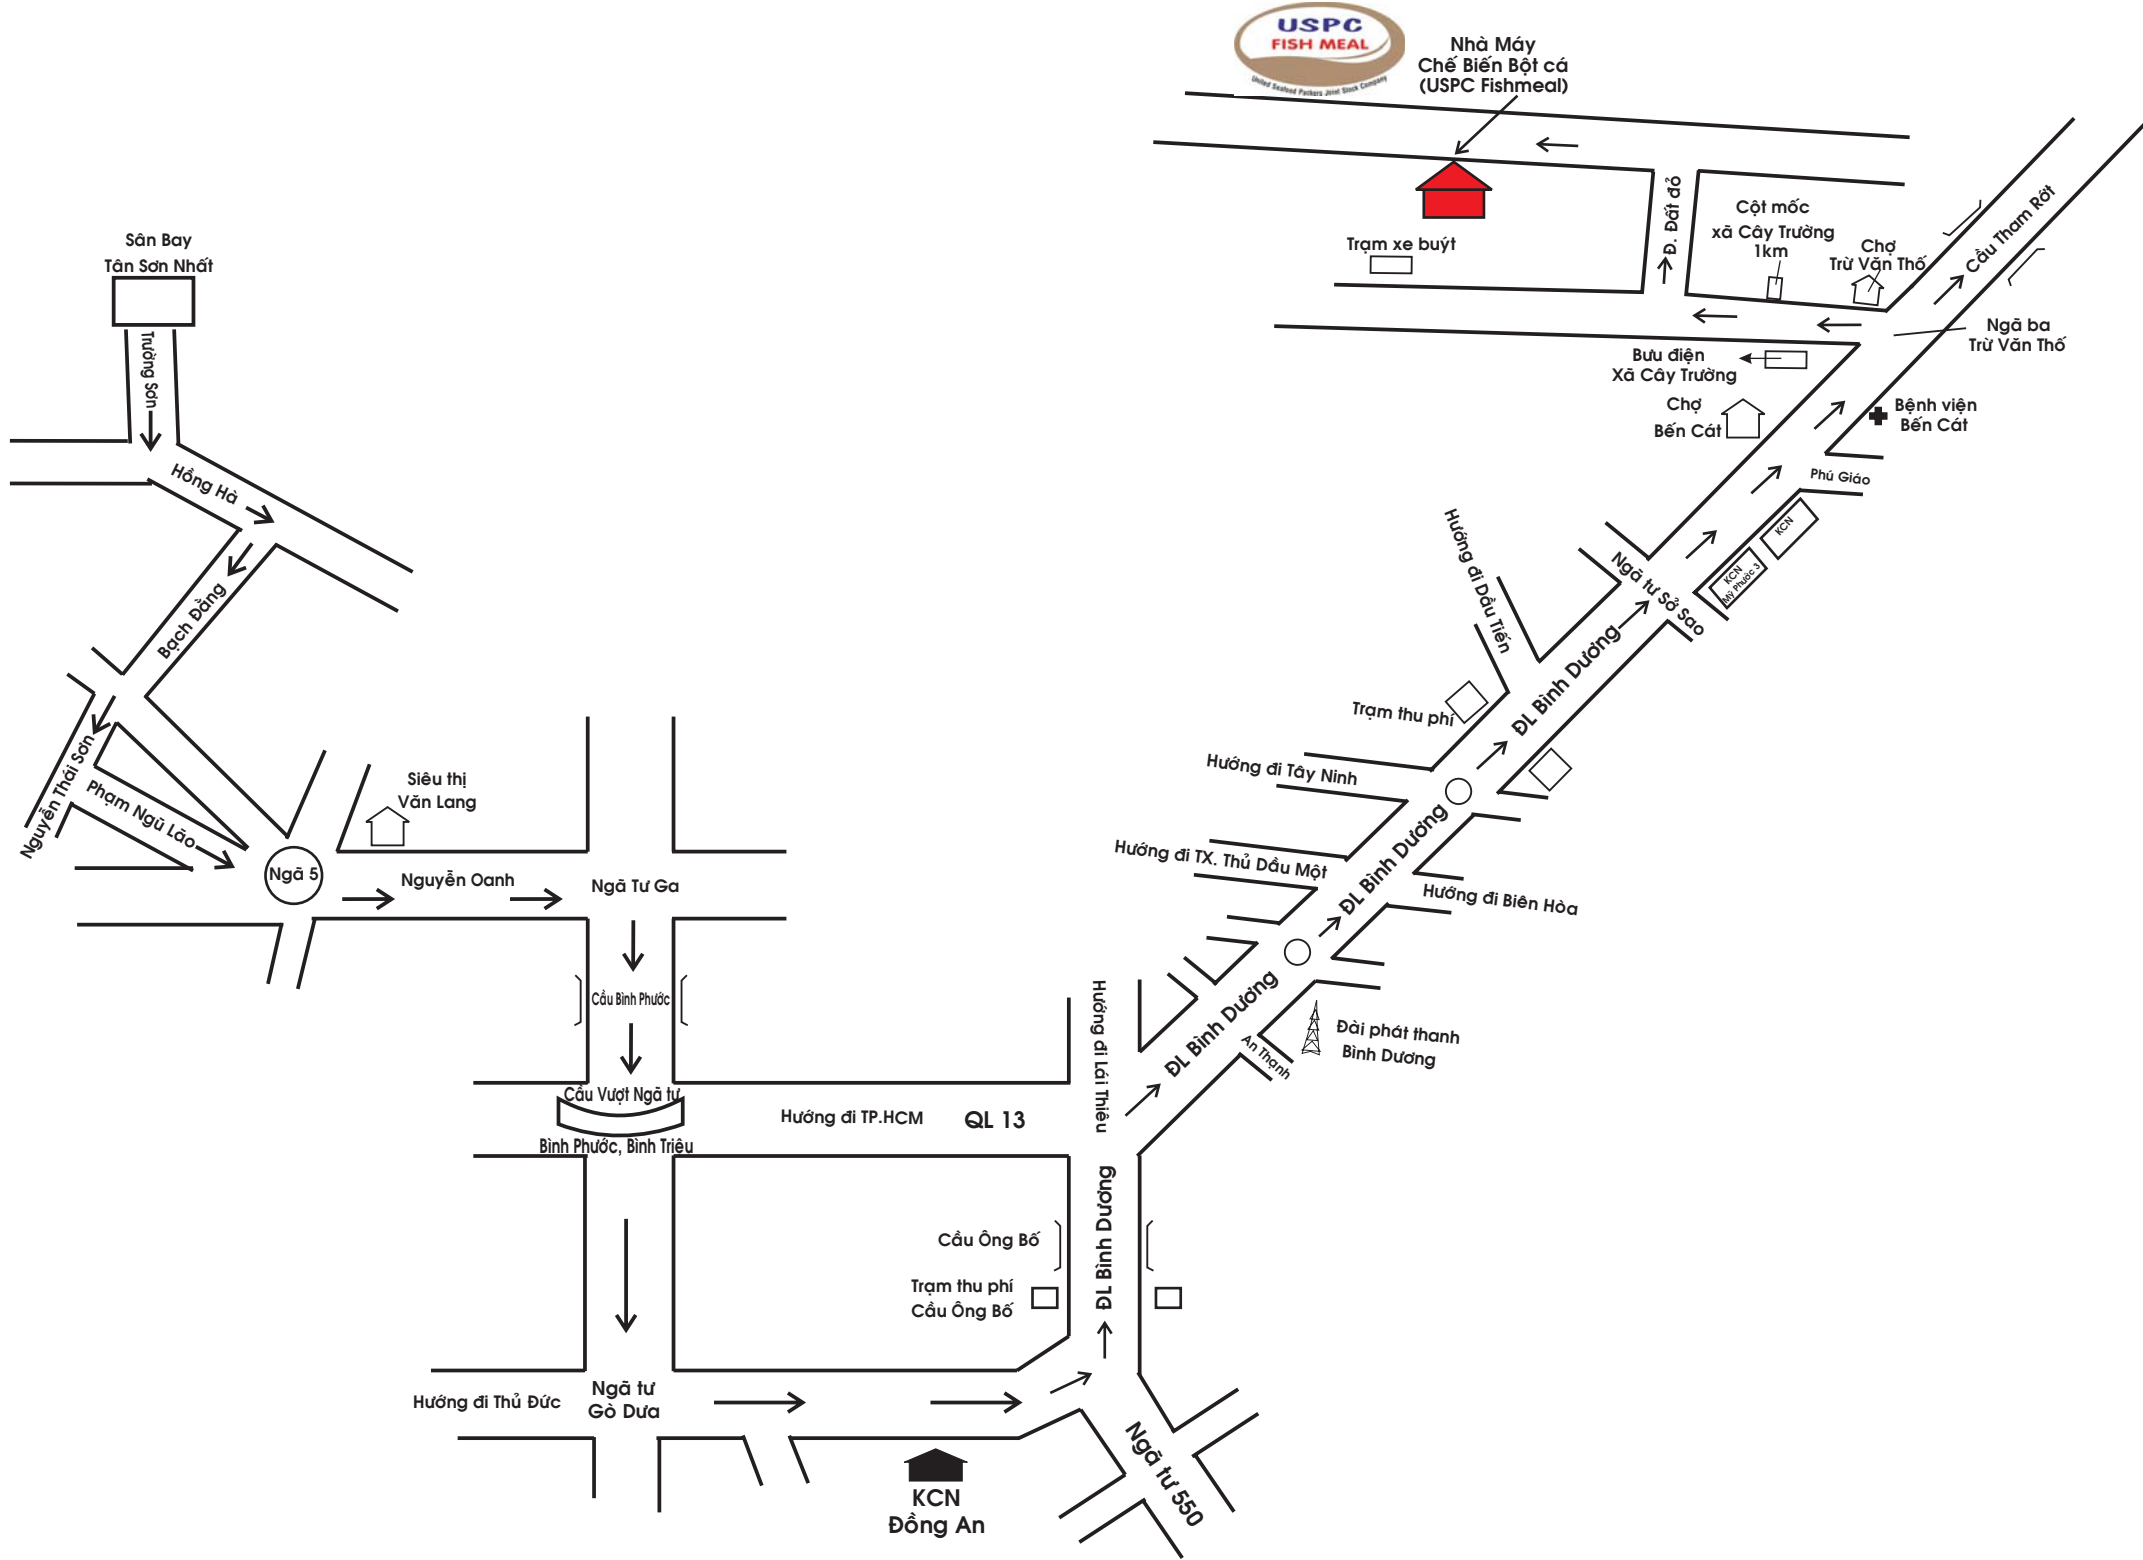 USPC
FISH MEAL
United Seafood Packers Joint Stock Company
Nhà Máy
Chế Biến Bột cá
(USPC Fishmeal)
Đ. Đất đỏ
Cột mốc
xã Cây Trường
1km
Chợ
Trừ Văn Thố
Cầu Tham Rớt
Trạm xe buýt
Ngã ba
Trừ Văn Thố
Bưu điện
Xã Cây Trường
Chợ
Bến Cát
Bệnh viện
Bến Cát
Phú Giáo
KCN
KCN
Mỹ Phước 3
Ngã tư Sở Sao
Hướng đi Dầu Tiến
ĐL Bình Dương
Trạm thu phí
Hướng đi Tây Ninh
ĐL Bình Dương
Hướng đi TX. Thủ Dầu Một
Hướng đi Biên Hòa
ĐL Bình Dương
An Thạnh
Đài phát thanh
Bình Dương
Hướng đi Lái Thiêu
Sân Bay
Tân Sơn Nhất
Trường Sơn
Hồng Hà
Bạch Đằng
Nguyễn Thái Sơn
Phạm Ngũ Lão
Siêu thị
Văn Lang
Ngã 5
Nguyễn Oanh
Ngã Tư Ga
Cầu Bình Phước
Cầu Vượt Ngã tư
Bình Phước, Bình Triệu
Hướng đi TP.HCM
QL 13
ĐL Bình Dương
Cầu Ông Bố
Trạm thu phí
Cầu Ông Bố
Hướng đi Thủ Đức
Ngã tư
Gò Dưa
KCN
Đồng An
Ngã tư 550